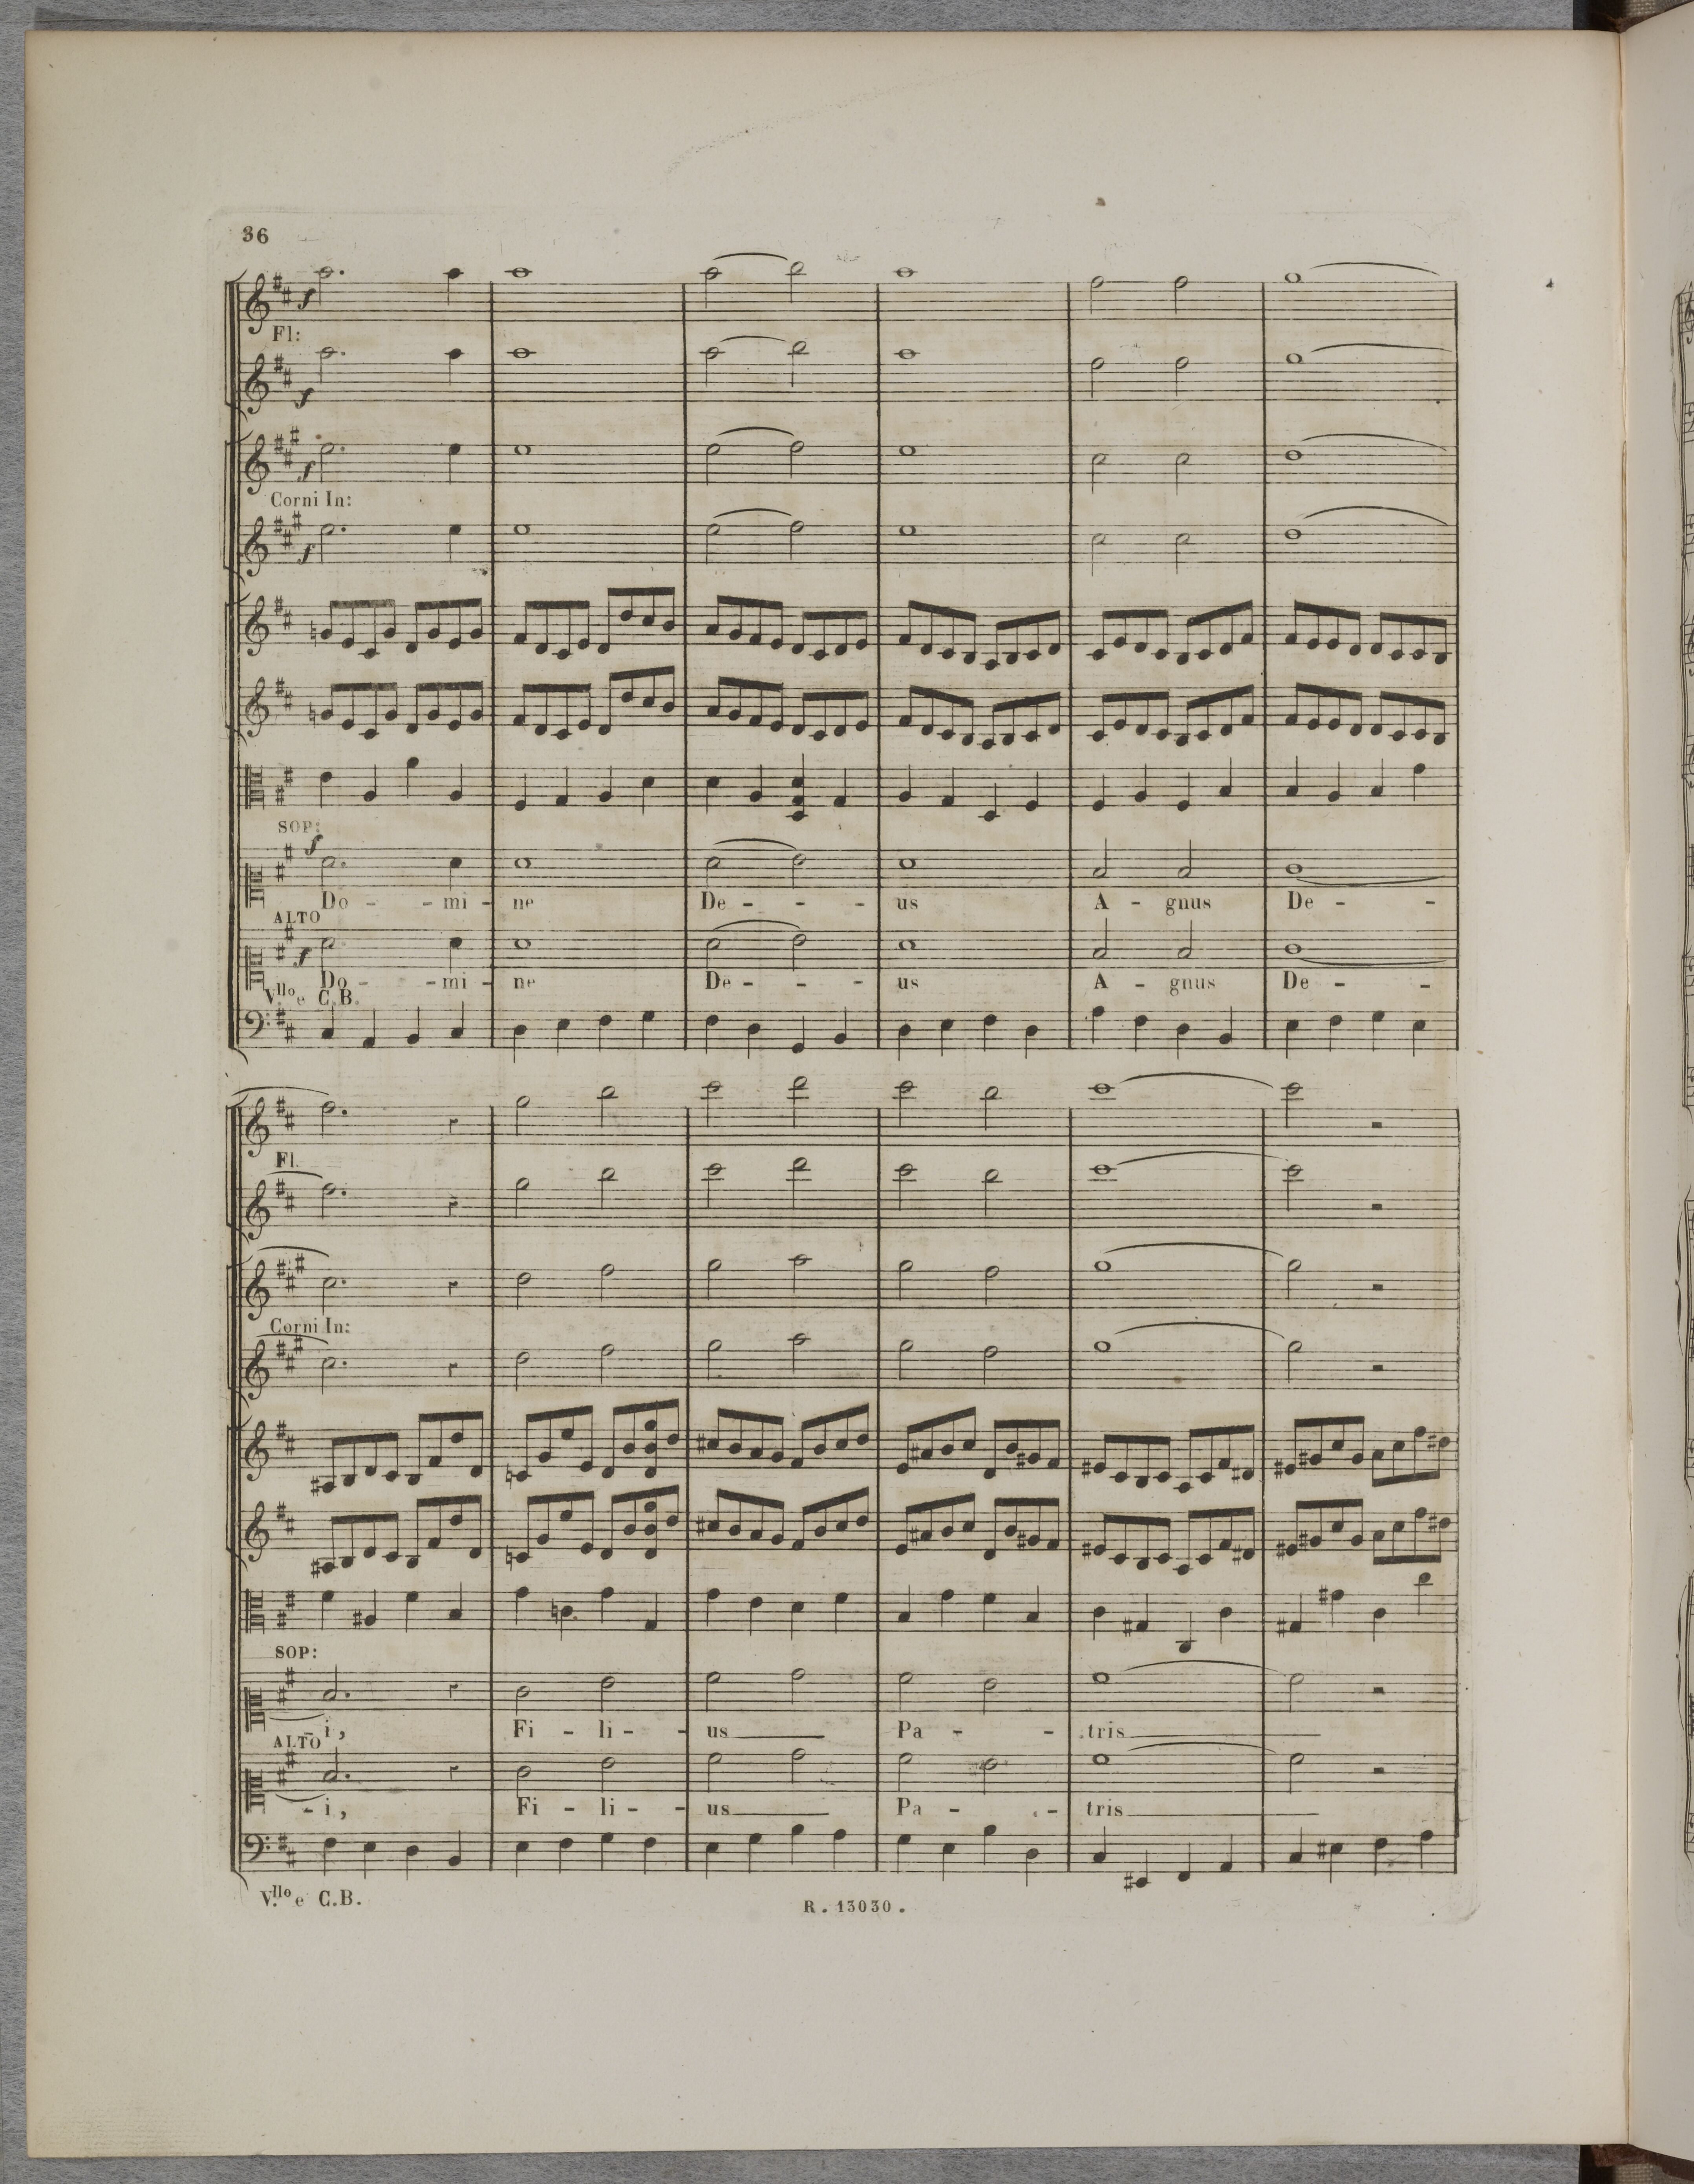 36
Fl:
Corni In:
SOP:
Do - - mi - ne De - - - us A - gnus De - -
ALTO
Do - - mi - ne De - - - us A - gnus De - -
V.llo e C.B.
Fl
Corni In:
SOP:
- i, Fi - li - - us Pa - - tris
ALTO
- i, Fi - li - - us Pa - - tris
V.llo e C.B.
R. 13030.